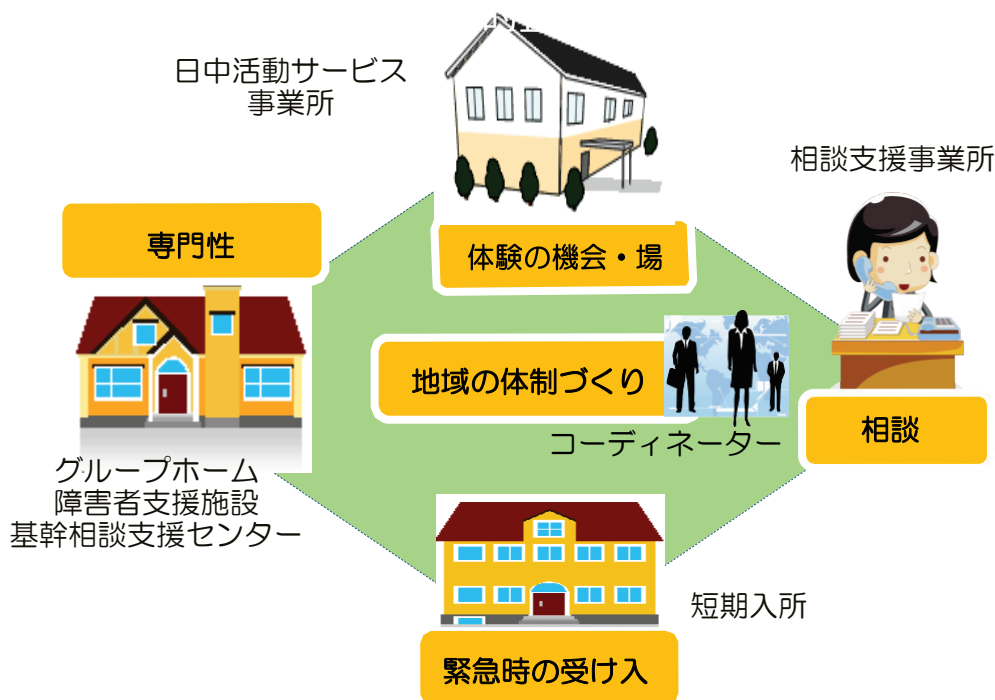 日中活動サービス
事業所
相談支援事業所
専門性
体験の機会・場
地域の体制づくり
コーディネーター
相談
グループホーム
障害者支援施設
基幹相談支援センター
短期入所
緊急時の受け入